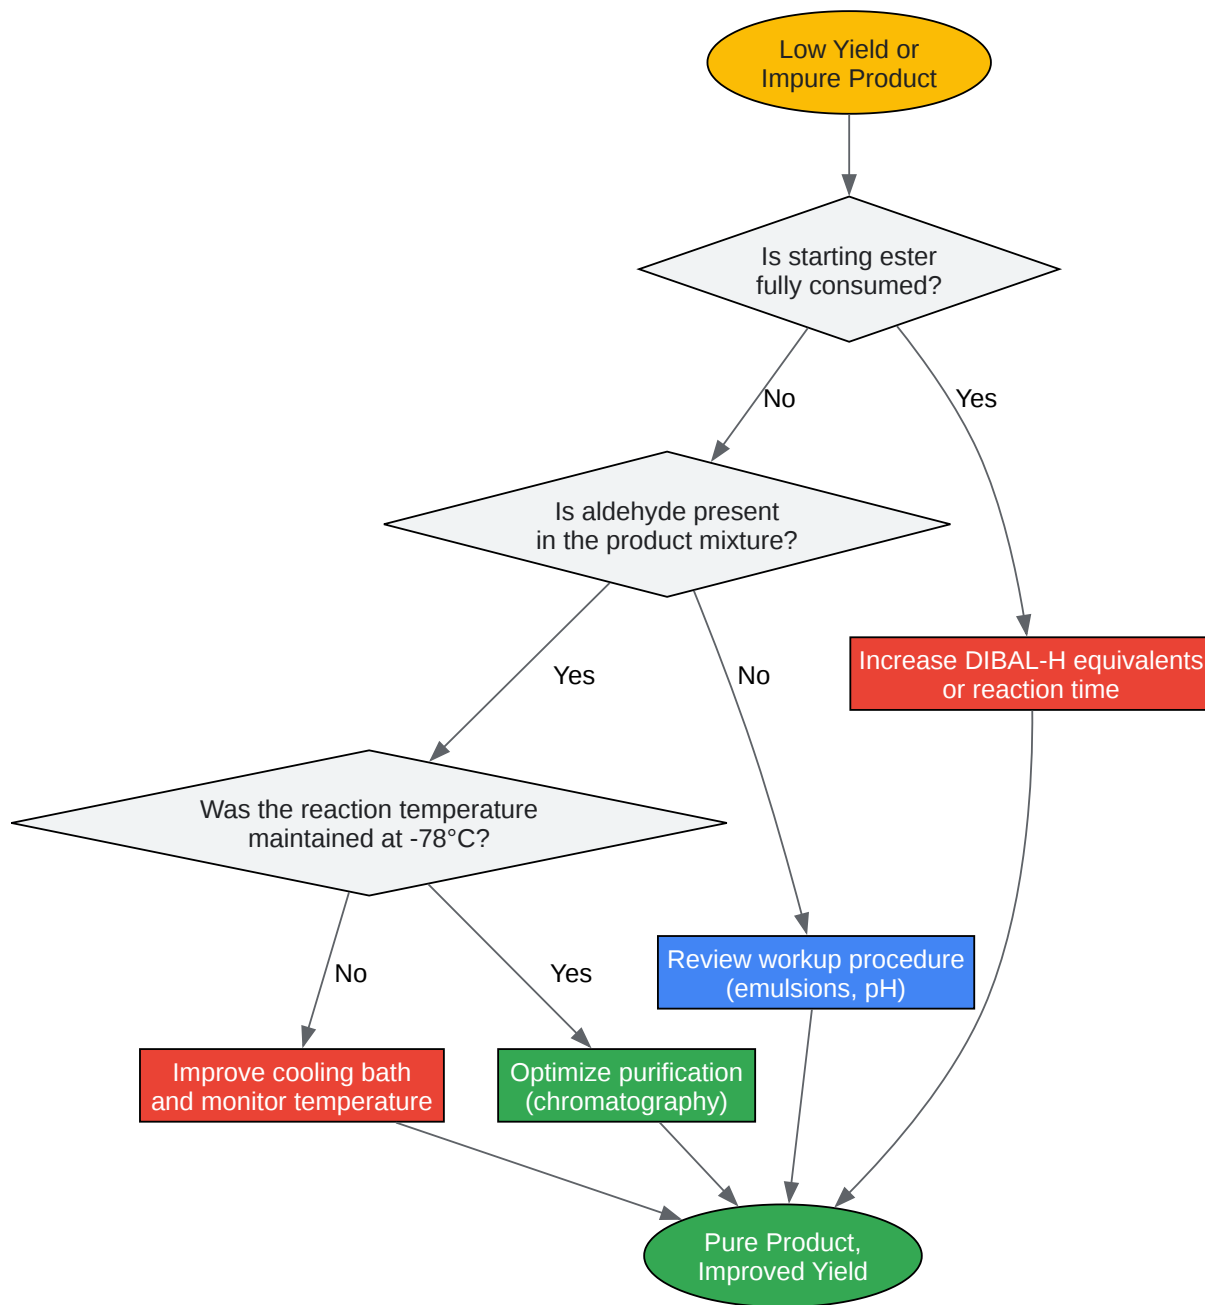 Low Yield or
Impure Product
Is starting ester
fully consumed?
No
Yes
Is aldehyde present
in the product mixture?
Yes
No
Increase DIBAL-H equivalents
or reaction time
Was the reaction temperature
maintained at -78°C?
No
Yes
Review workup procedure
(emulsions, pH)
Improve cooling bath
and monitor temperature
Optimize purification
(chromatography)
Pure Product,
Improved Yield